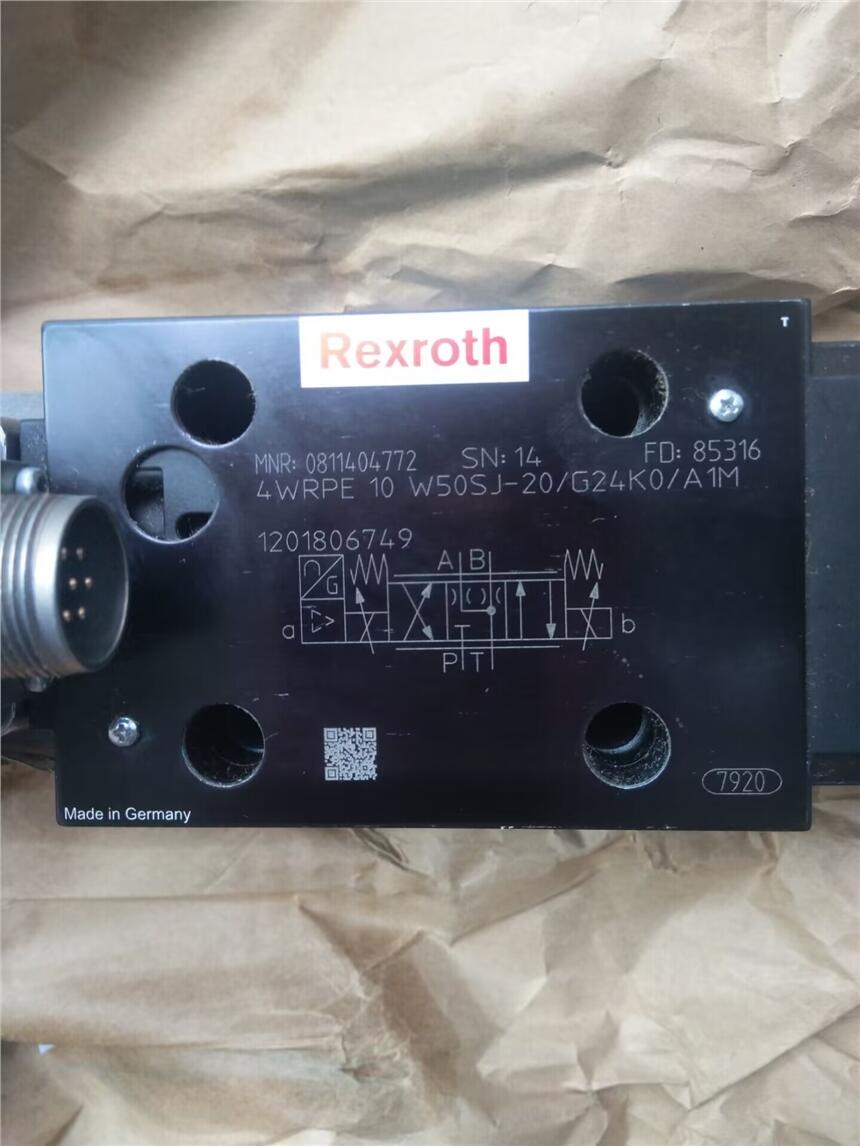 T
Rexroth
MNR: 0811404772 SN: 14 FD: 85316
4WRPE 10 W50SJ-20/G24K0/A1M
1201806749
A B
G
a b
P T
7920
Made in Germany